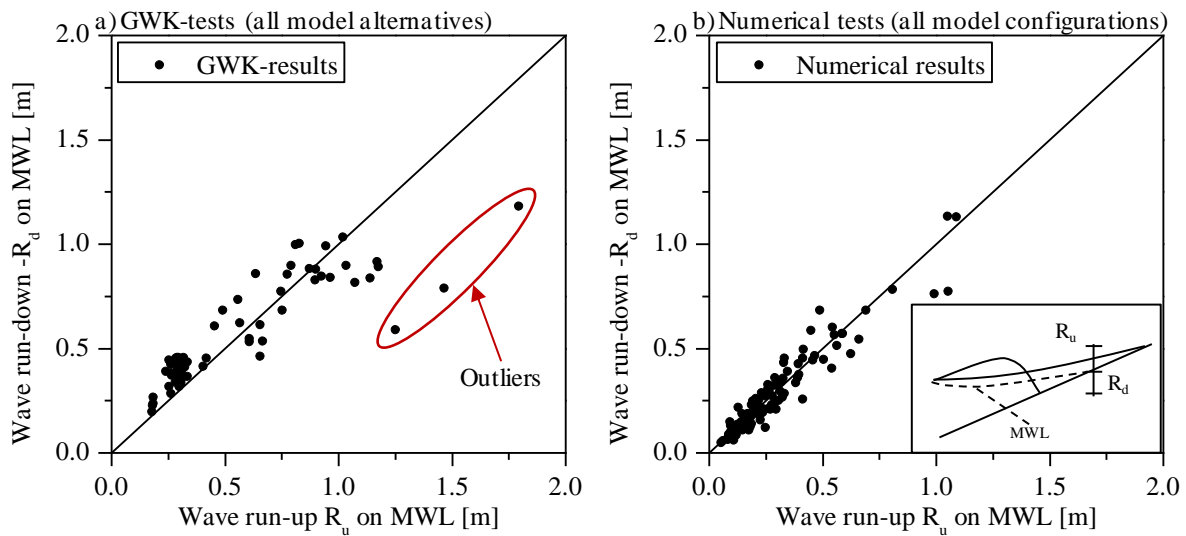 a) GWK-tests (all model alternatives)
2.0
1.5
1.0
0.5
0.0
Wave run-down -R_d on MWL [m]
GWK-results
Outliers
0.0 0.5 1.0 1.5 2.0
Wave run-up R_u on MWL [m]
b) Numerical tests (all model configurations)
2.0
1.5
1.0
0.5
0.0
Wave run-down -R_d on MWL [m]
Numerical results
R_u
R_d
MWL
0.0 0.5 1.0 1.5 2.0
Wave run-up R_u on MWL [m]